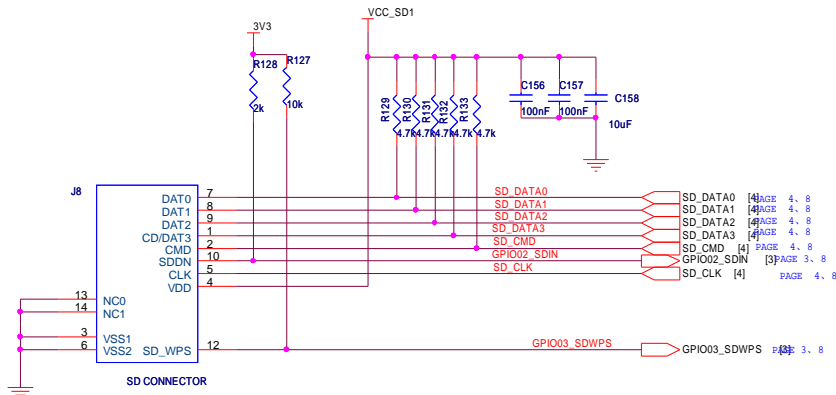 VCC_SD1
3V3
R128
R127
2k
10k
R129
R130
R131
R132
R133
4.7k
4.7k
4.7k
4.7k
4.7k
C156
C157
C158
100nF
100nF
10uF
J8
DAT0
7
SD_DATA0
SD_DATA0 [4]
PAGE 4、8
DAT1
8
SD_DATA1
SD_DATA1 [4]
PAGE 4、8
DAT2
9
SD_DATA2
SD_DATA2 [4]
PAGE 4、8
CD/DAT3
1
SD_DATA3
SD_DATA3 [4]
PAGE 4、8
CMD
2
SD_CMD
SD_CMD [4]
PAGE 4、8
SDDN
10
GPIO02_SDIN
GPIO02_SDIN [3]
PAGE 3、8
CLK
5
SD_CLK
SD_CLK [4]
PAGE 4、8
VDD
4
13
NC0
14
NC1
3
VSS1
6
VSS2
SD_WPS
12
GPIO03_SDWPS
GPIO03_SDWPS [3]
PAGE 3、8
SD CONNECTOR